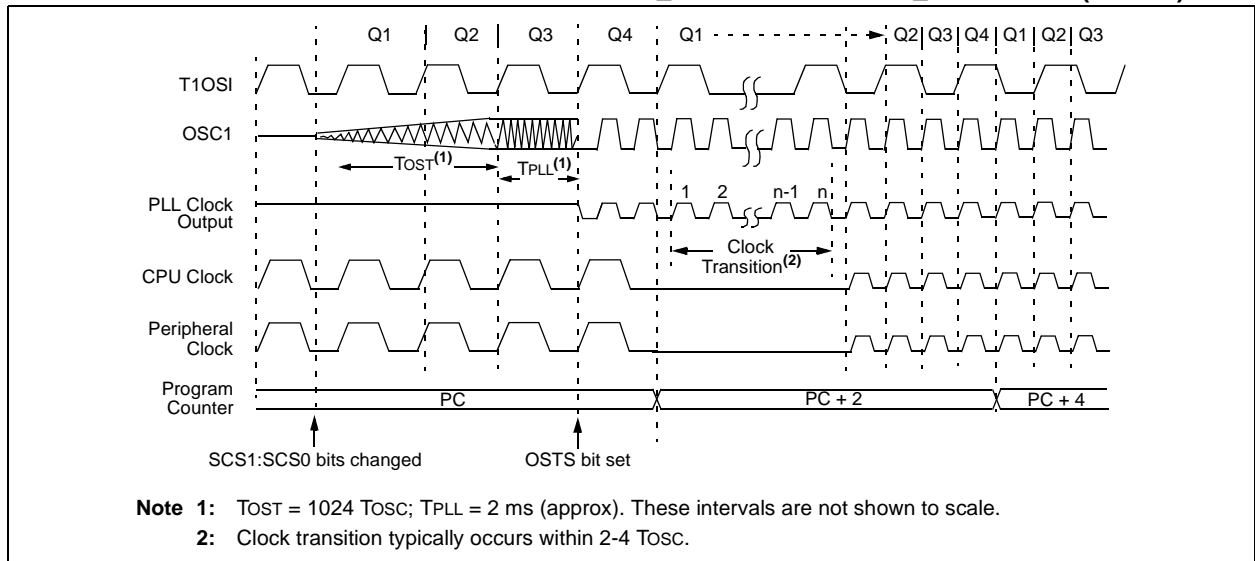 Q1 Q2 Q3 Q4 Q1 Q2 Q3 Q4 Q1 Q2 Q3
T1OSI
OSC1
TOST(1)
TPLL(1)
1 2 n-1 n
PLL Clock
Output
Clock
Transition(2)
CPU Clock
Peripheral
Clock
Program
Counter
PC PC + 2 PC + 4
SCS1:SCS0 bits changed OSTS bit set
Note 1: TOST = 1024 TOSC; TPLL = 2 ms (approx). These intervals are not shown to scale.
2: Clock transition typically occurs within 2-4 TOSC.